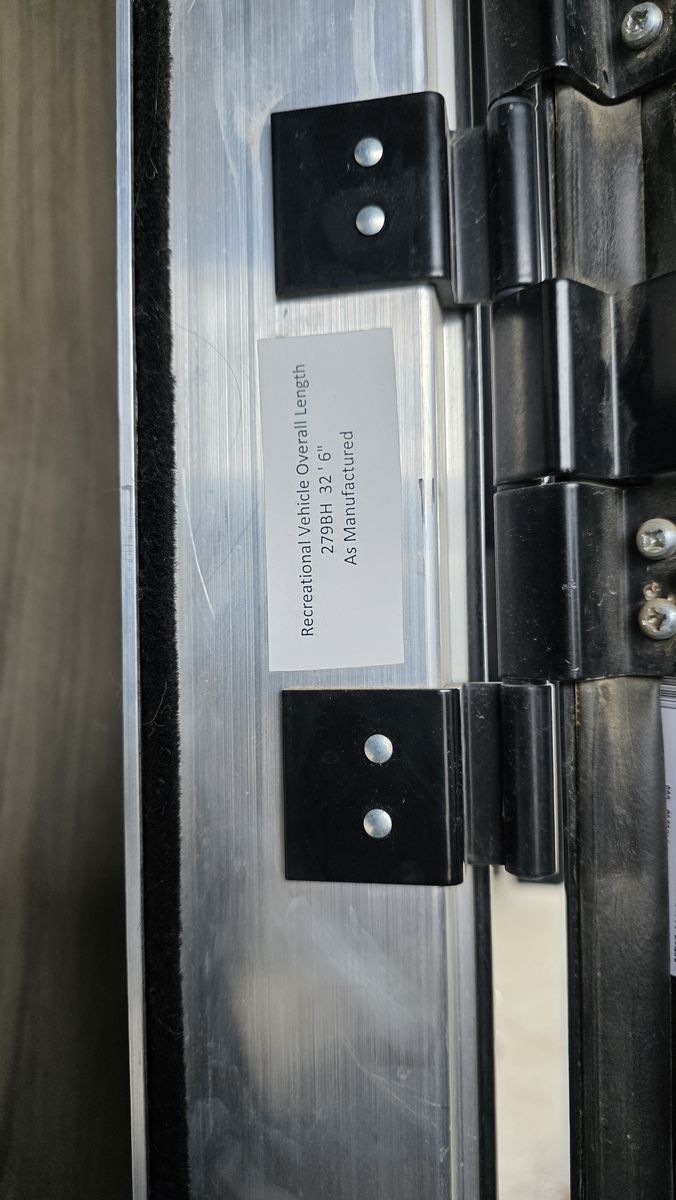 Recreational Vehicle Overall Length
279BH 32 ' 6"
As Manufactured